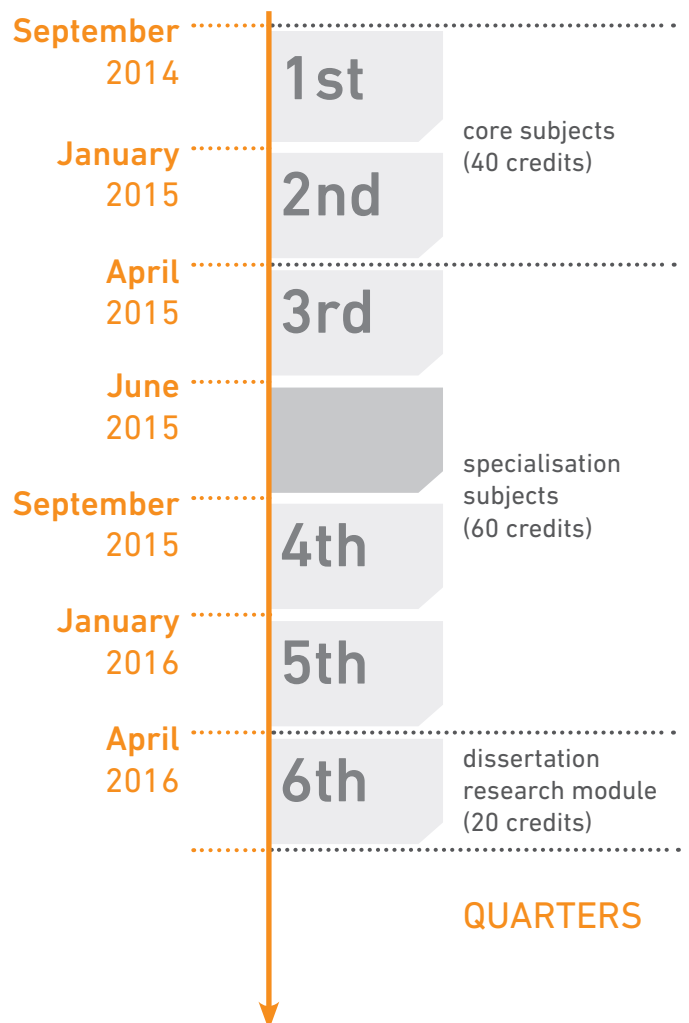 September
2014
1st
core subjects
(40 credits)
January
2015
2nd
April
2015
3rd
June
2015
specialisation
subjects
(60 credits)
September
2015
4th
January
2016
5th
April
2016
6th
dissertation
research module
(20 credits)
QUARTERS